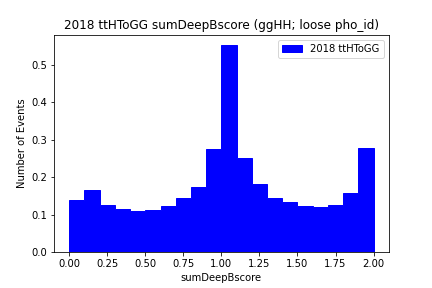 2018 ttHToGG sumDeepBscore (ggHH; loose pho_id)
2018 ttHToGG
Number of Events
0.5
0.4
0.3
0.2
0.1
0.0
0.00 0.25 0.50 0.75 1.00 1.25 1.50 1.75 2.00
sumDeepBscore